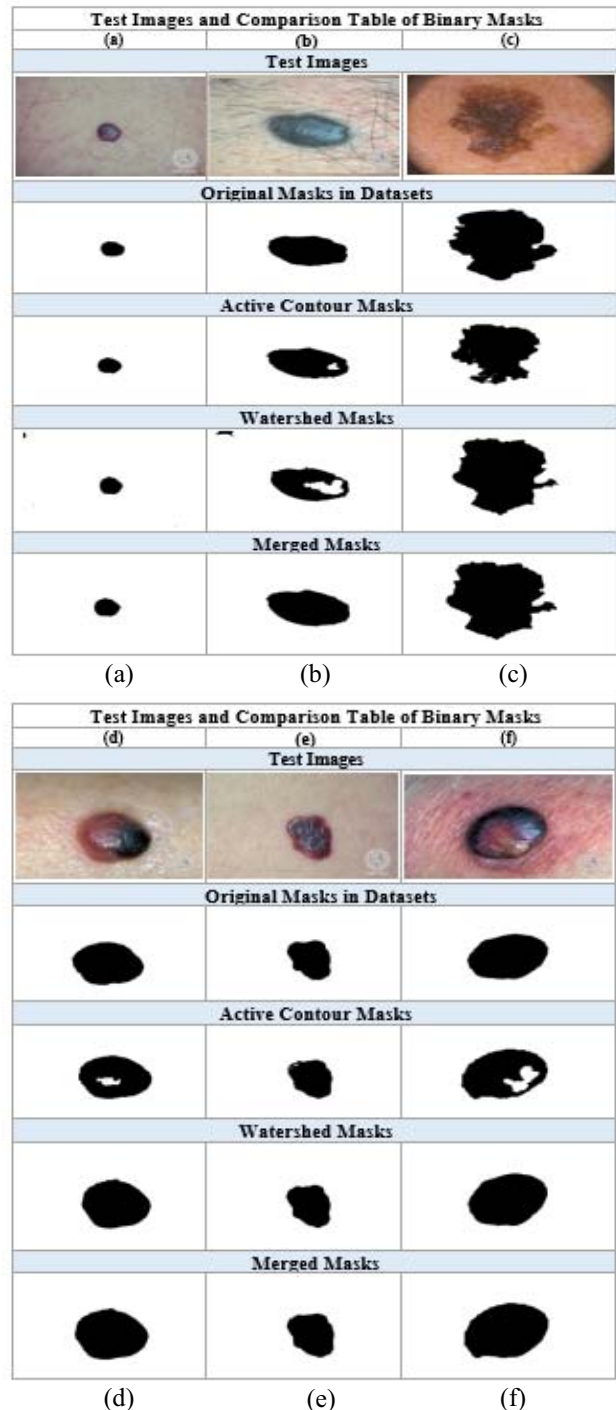 Test Images and Comparison Table of Binary Masks
(a) (b) (c)
Test Images
Original Masks in Datasets
Active Contour Masks
Watershed Masks
Merged Masks
(a) (b) (c)
Test Images and Comparison Table of Binary Masks
(d) (e) (f)
Test Images
Original Masks in Datasets
Active Contour Masks
Watershed Masks
Merged Masks
(d) (e) (f)